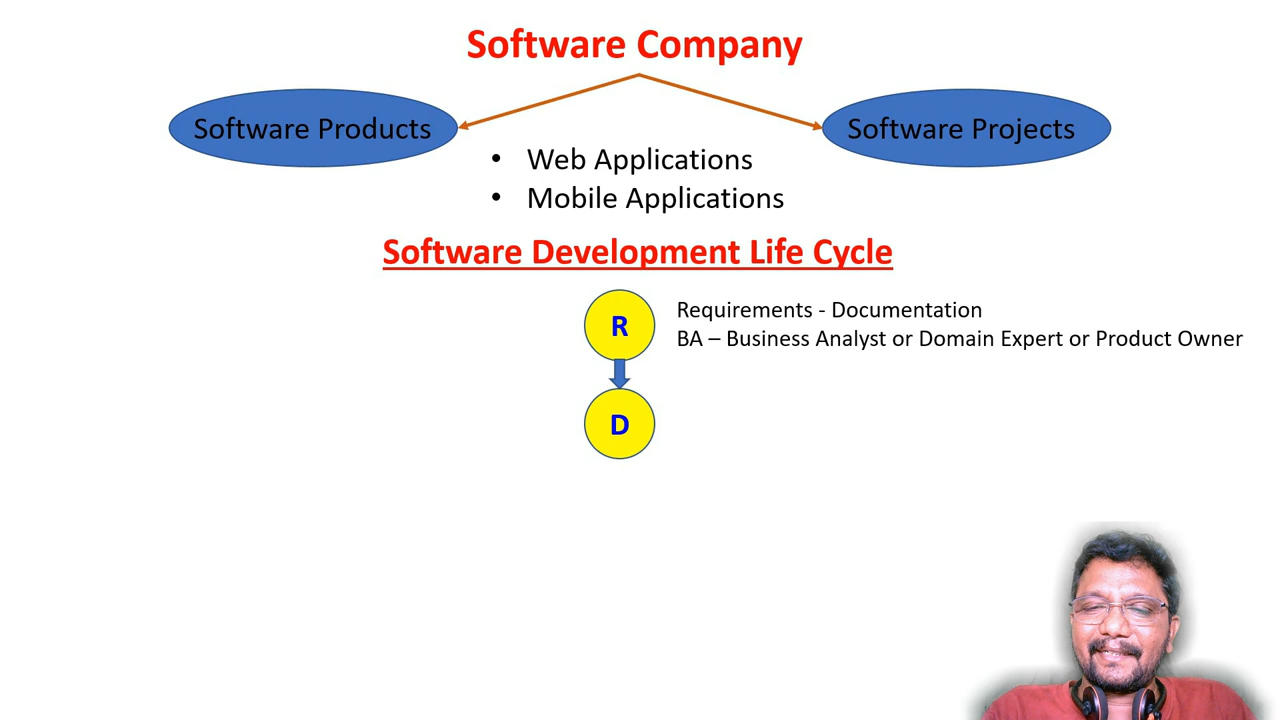 Software Company
Software Products
Software Projects
• Web Applications
• Mobile Applications
Software Development Life Cycle
R
Requirements - Documentation
BA – Business Analyst or Domain Expert or Product Owner
D